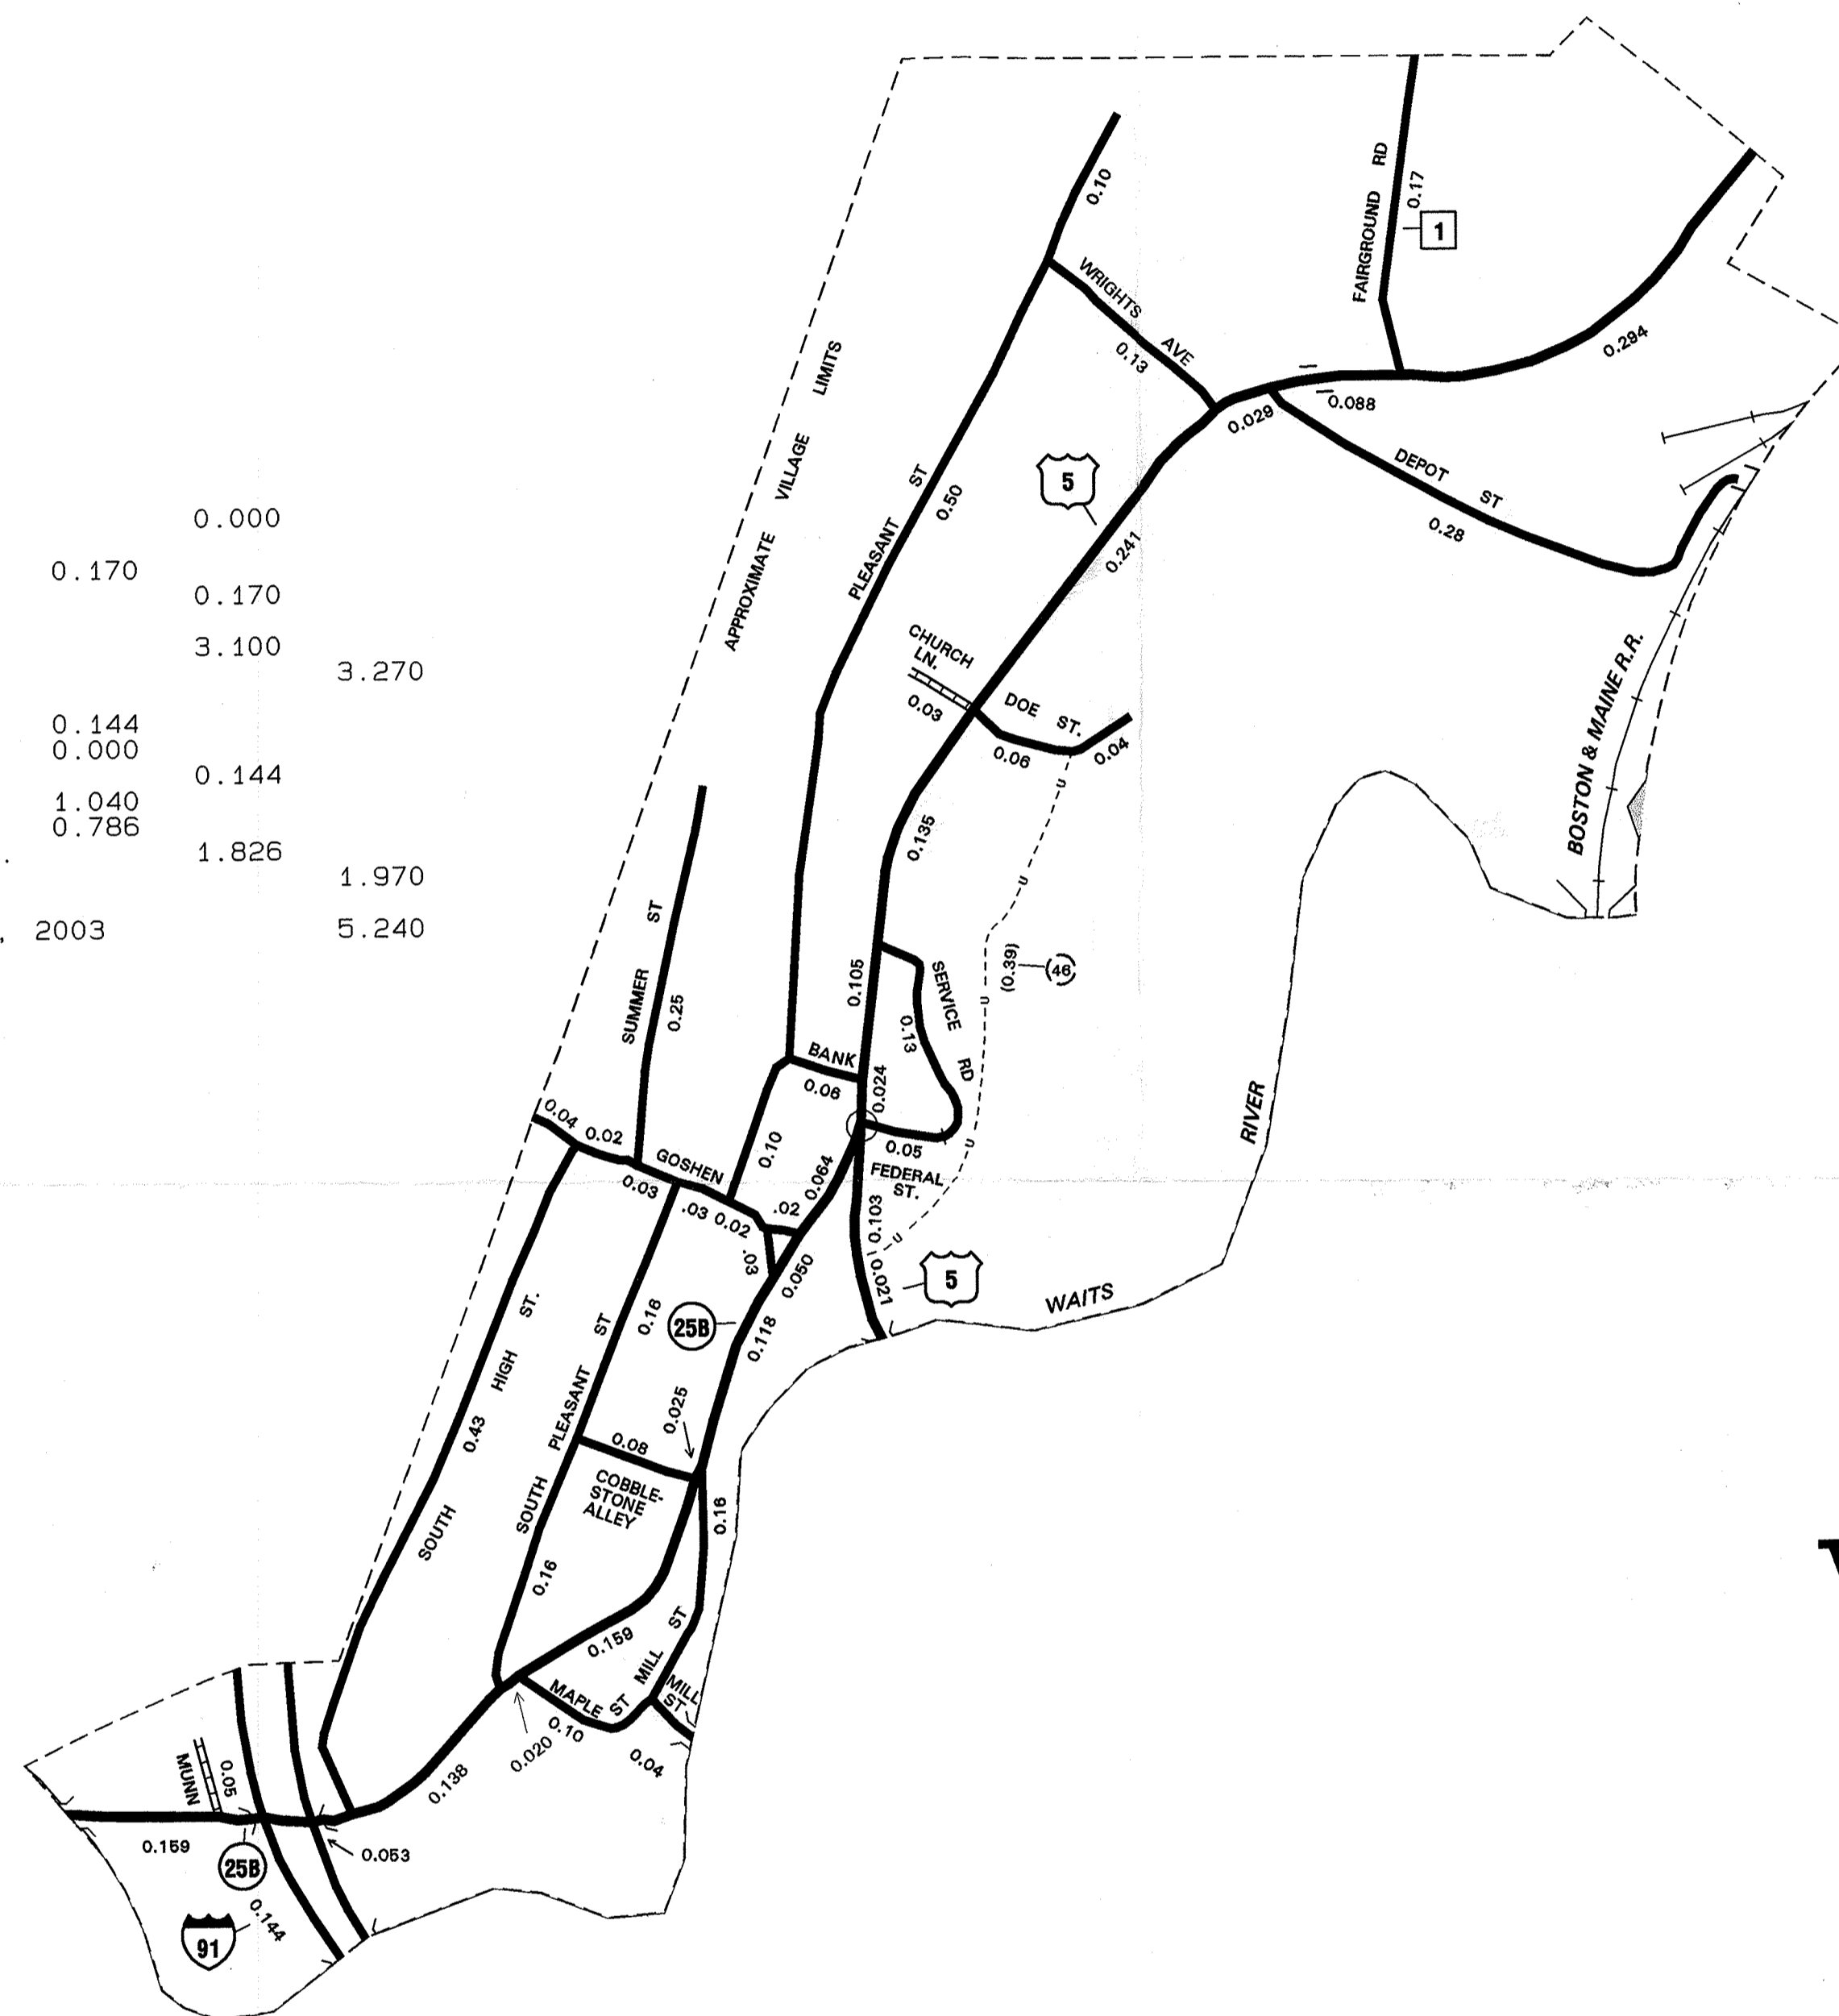 0.000
0.170
0.170
3.100
3.270
0.144
0.000
0.144
1.040
0.786
. 1.826
1.970
, 2003 5.240
APPROXIMATE VILLAGE LIMITS
0.10
FAIRGROUND RD
0.17
1
WRIGHTS AVE
0.13
0.294
0.029
0.088
DEPOT ST
0.28
PLEASANT ST
0.50
5
0.241
CHURCH
LN.
0.03
DOE ST.
0.06
0.04
BOSTON & MAINE R.R.
0.135
U
U
U
U
U
(0.39)
46
SUMMER ST
0.25
0.105
SERVICE RD
0.13
BANK
0.06
0.024
0.05
FEDERAL
ST.
RIVER
WAITS
0.04
0.02
GOSHEN
0.03
.03
0.02
0.10
.02
0.064
.03
0.050
0.103
0.021
5
25B
0.118
0.025
SOUTH HIGH ST.
0.43
SOUTH PLEASANT ST
0.16
0.16
0.08
COBBLE-
STONE
ALLEY
0.16
0.159
MILL ST
MILL
ST
MAPLE ST
0.10
0.04
0.020
0.138
MUNN
0.05
0.159
25B
0.053
0.144
91